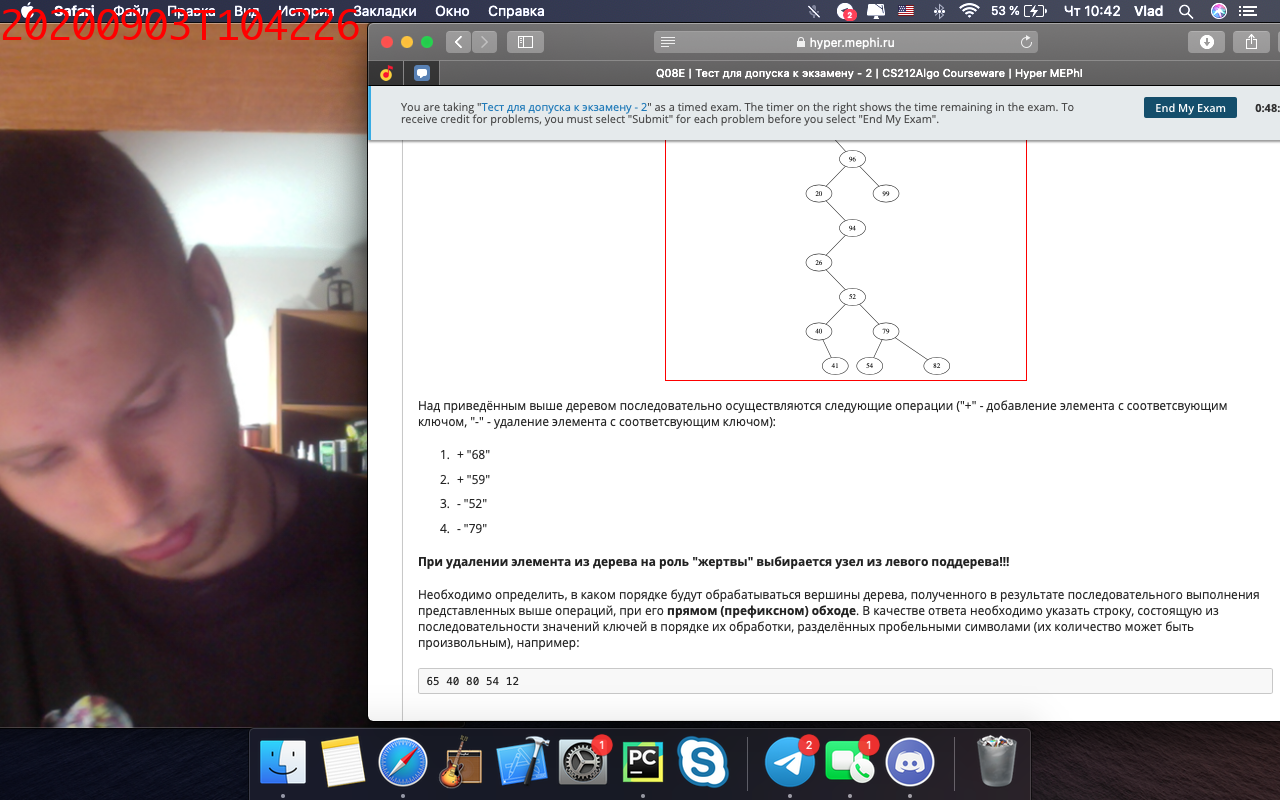 20200903T104226
Safari Файл Правка Вид История Закладки Окно Справка 2 53 % Чт 10:42 Vlad
hyper.mephi.ru
Q08E | Тест для допуска к экзамену - 2 | CS212Algo Courseware | Hyper MEPhI
You are taking "Тест для допуска к экзамену - 2" as a timed exam. The timer on the right shows the time remaining in the exam. To
receive credit for problems, you must select "Submit" for each problem before you select "End My Exam".
End My Exam
0:48:
96
20 99
94
26
52
40 79
41 54 82
Над приведённым выше деревом последовательно осуществляются следующие операции ("+" - добавление элемента с соответсвующим
ключом, "-" - удаление элемента с соответсвующим ключом):
1. + "68"
2. + "59"
3. - "52"
4. - "79"
При удалении элемента из дерева на роль "жертвы" выбирается узел из левого поддерева!!!
Необходимо определить, в каком порядке будут обрабатываться вершины дерева, полученного в результате последовательного выполнения
представленных выше операций, при его прямом (префиксном) обходе. В качестве ответа необходимо указать строку, состоящую из
последовательности значений ключей в порядке их обработки, разделённых пробельными символами (их количество может быть
произвольным), например:
65 40 80 54 12
1 PC 2 1